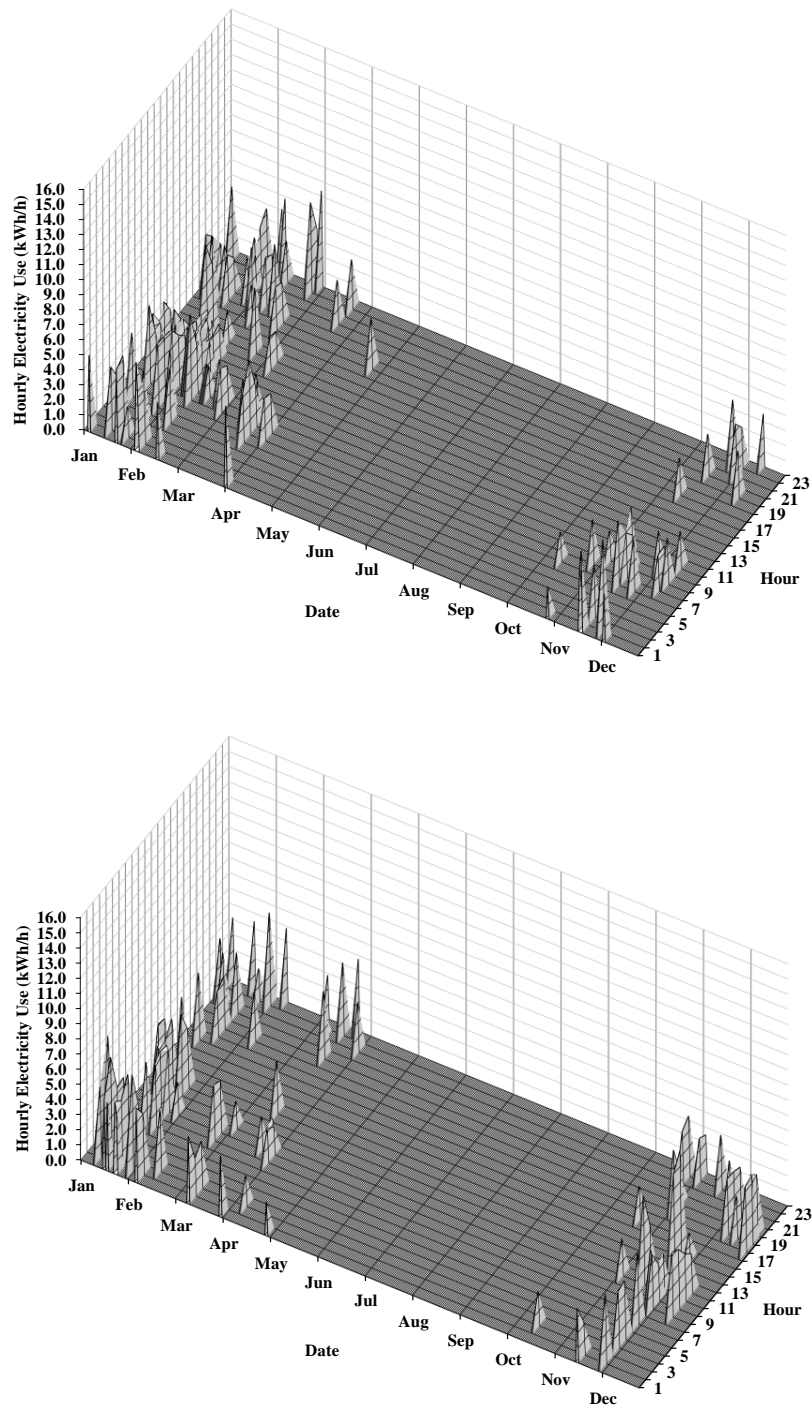 Hourly Electricity Use (kWh/h)
16.0
15.0
14.0
13.0
12.0
11.0
10.0
9.0
8.0
7.0
6.0
5.0
4.0
3.0
2.0
1.0
0.0
Jan
Feb
Mar
Apr
May
Jun
Jul
Aug
Sep
Oct
Nov
Dec
Date
23
21
19
17
15
13
11
9
7
5
3
1
Hour
Hourly Electricity Use (kWh/h)
16.0
15.0
14.0
13.0
12.0
11.0
10.0
9.0
8.0
7.0
6.0
5.0
4.0
3.0
2.0
1.0
0.0
Jan
Feb
Mar
Apr
May
Jun
Jul
Aug
Sep
Oct
Nov
Dec
Date
23
21
19
17
15
13
11
9
7
5
3
1
Hour